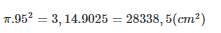 π.95² = 3,14.9025 = 28338,5(cm²)